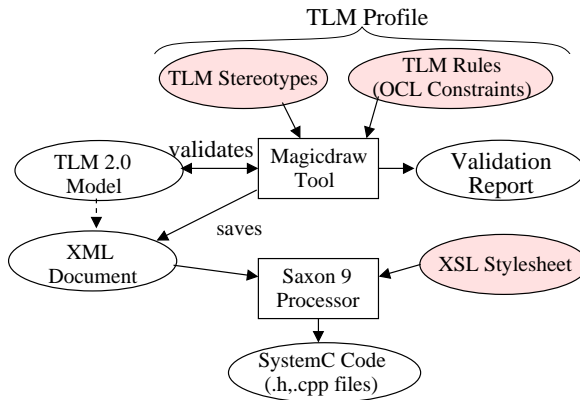 TLM Profile
TLM Stereotypes
TLM Rules
(OCL Constraints)
validates
TLM 2.0
Model
Magicdraw
Tool
Validation
Report
saves
XML
Document
Saxon 9
Processor
XSL Stylesheet
SystemC Code
(.h,.cpp files)